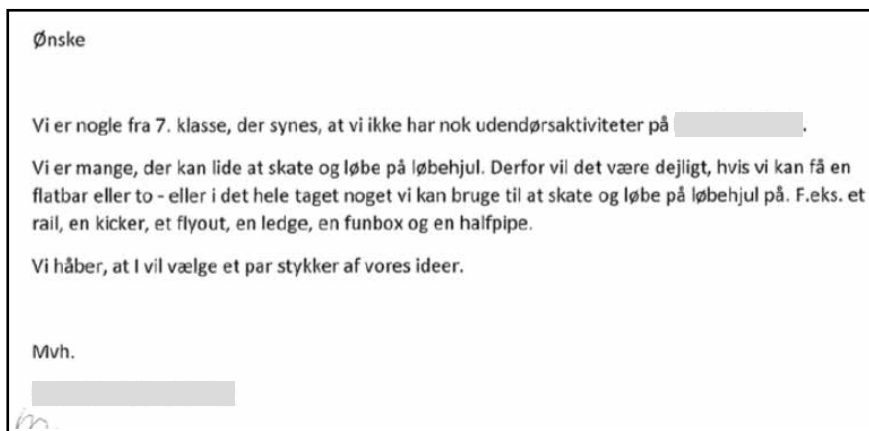 Ønske
Vi er nogle fra 7. klasse, der synes, at vi ikke har nok udendørsaktiviteter på .
Vi er mange, der kan lide at skate og løbe på løbehjul. Derfor vil det være dejligt, hvis vi kan få en
flatbar eller to - eller i det hele taget noget vi kan bruge til at skate og løbe på løbehjul på. F.eks. et
rail, en kicker, et flyout, en ledge, en funbox og en halfpipe.
Vi håber, at I vil vælge et par stykker af vores ideer.
Mvh.